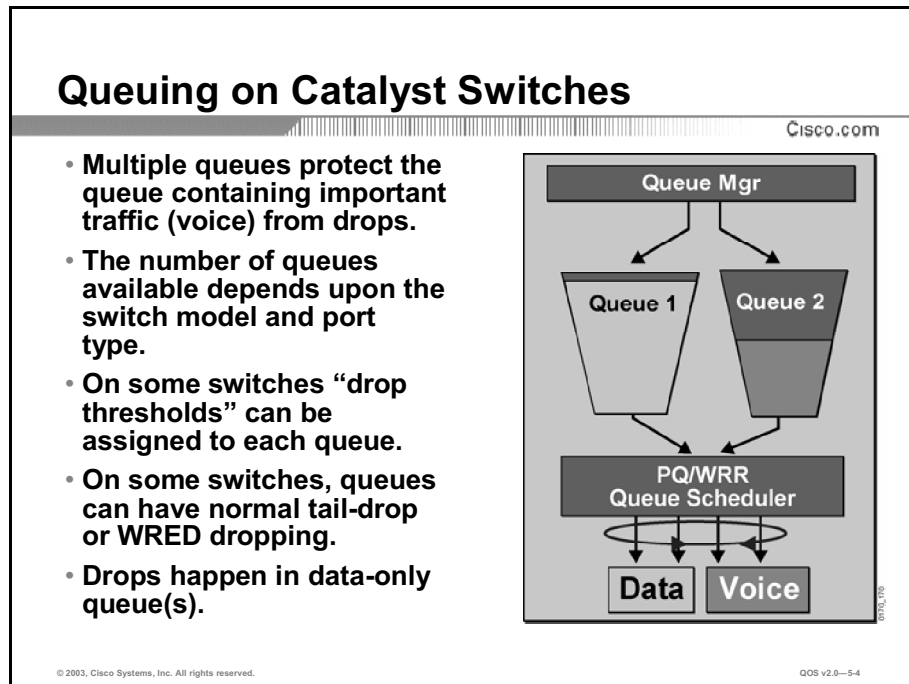 Queuing on Catalyst Switches
Cisco.com
• Multiple queues protect the
queue containing important
traffic (voice) from drops.
• The number of queues
available depends upon the
switch model and port
type.
• On some switches “drop
thresholds” can be
assigned to each queue.
• On some switches, queues
can have normal tail-drop
or WRED dropping.
• Drops happen in data-only
queue(s).
Queue Mgr
Queue 1
Queue 2
PQ/WRR
Queue Scheduler
Data
Voice
017G_170
© 2003, Cisco Systems, Inc. All rights reserved.
QOS v2.0—5-4